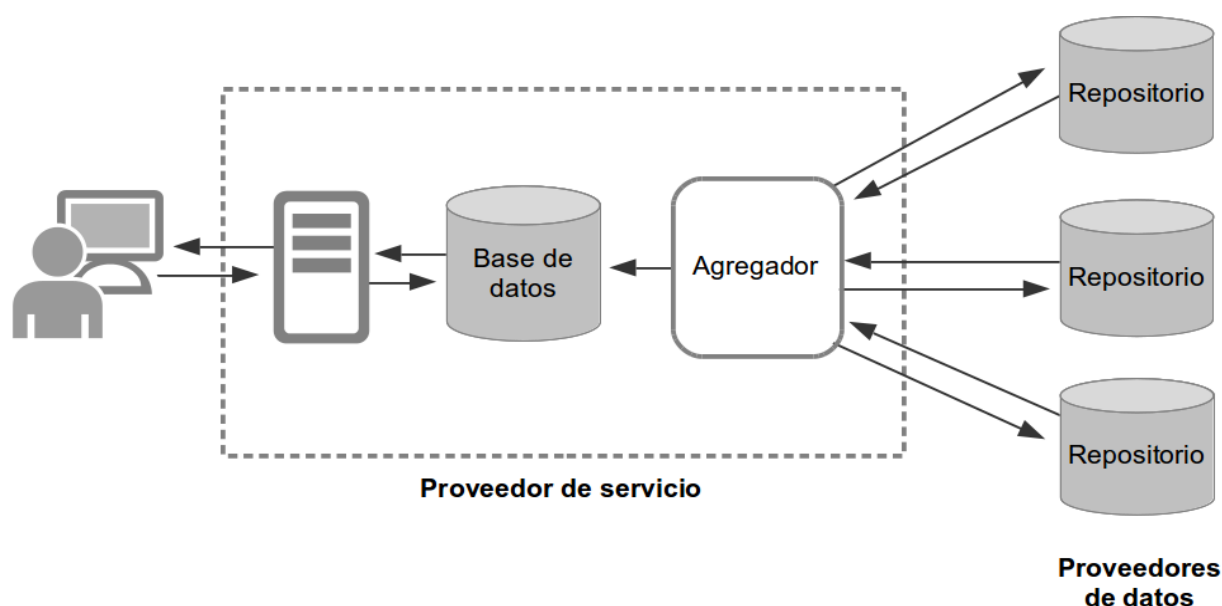 Repositorio
Base de
datos
Agregador
Repositorio
Repositorio
Proveedor de servicio
Proveedores
de datos